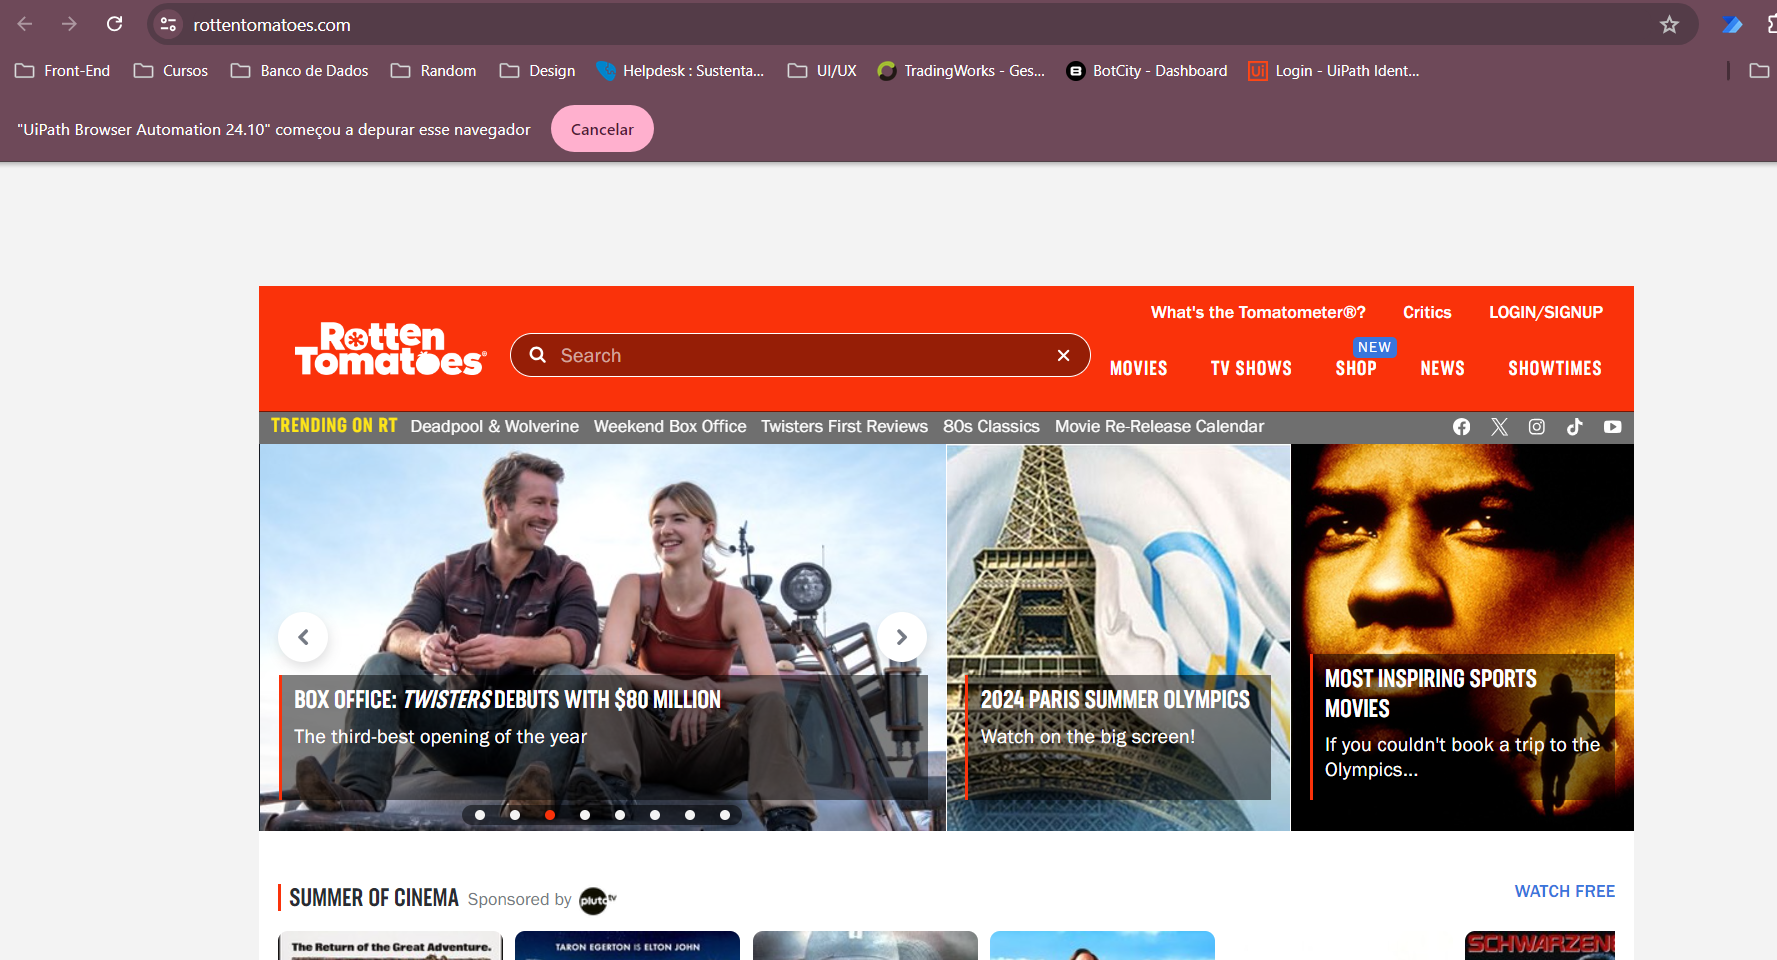 rottentomatoes.com
Front-End Cursos Banco de Dados Random Design Helpdesk : Sustenta... UI/UX TradingWorks - Ges... BotCity - Dashboard Login - UiPath Ident...
"UiPath Browser Automation 24.10" começou a depurar esse navegador Cancelar
What's the Tomatometer®? Critics LOGIN/SIGNUP
Rotten
Tomatoes®
Search
NEW
MOVIES TV SHOWS SHOP NEWS SHOWTIMES
TRENDING ON RT Deadpool & Wolverine Weekend Box Office Twisters First Reviews 80s Classics Movie Re-Release Calendar
BOX OFFICE: TWISTERS DEBUTS WITH $80 MILLION
The third-best opening of the year
2024 PARIS SUMMER OLYMPICS
Watch on the big screen!
MOST INSPIRING SPORTS
MOVIES
If you couldn't book a trip to the
Olympics...
SUMMER OF CINEMA Sponsored by pluto tv
WATCH FREE
The Return of the Great Adventure.
TARON EGERTON IS ELTON JOHN